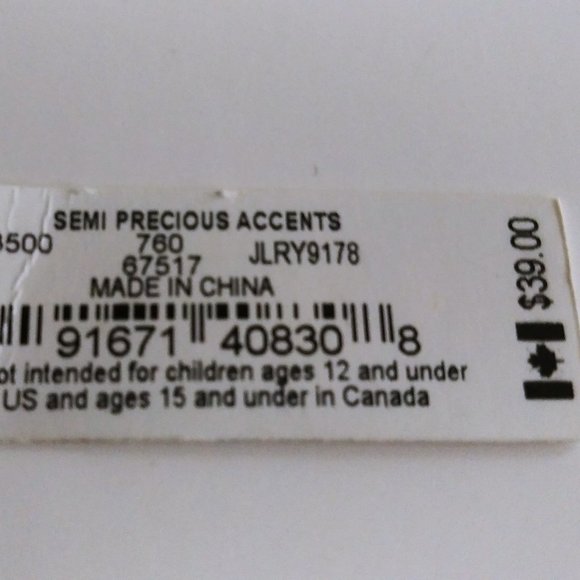 SEMI PRECIOUS ACCENTS
3500 760 JLRY9178
67517
MADE IN CHINA
91671 40830 8
ot intended for children ages 12 and under
US and ages 15 and under in Canada
$39.00